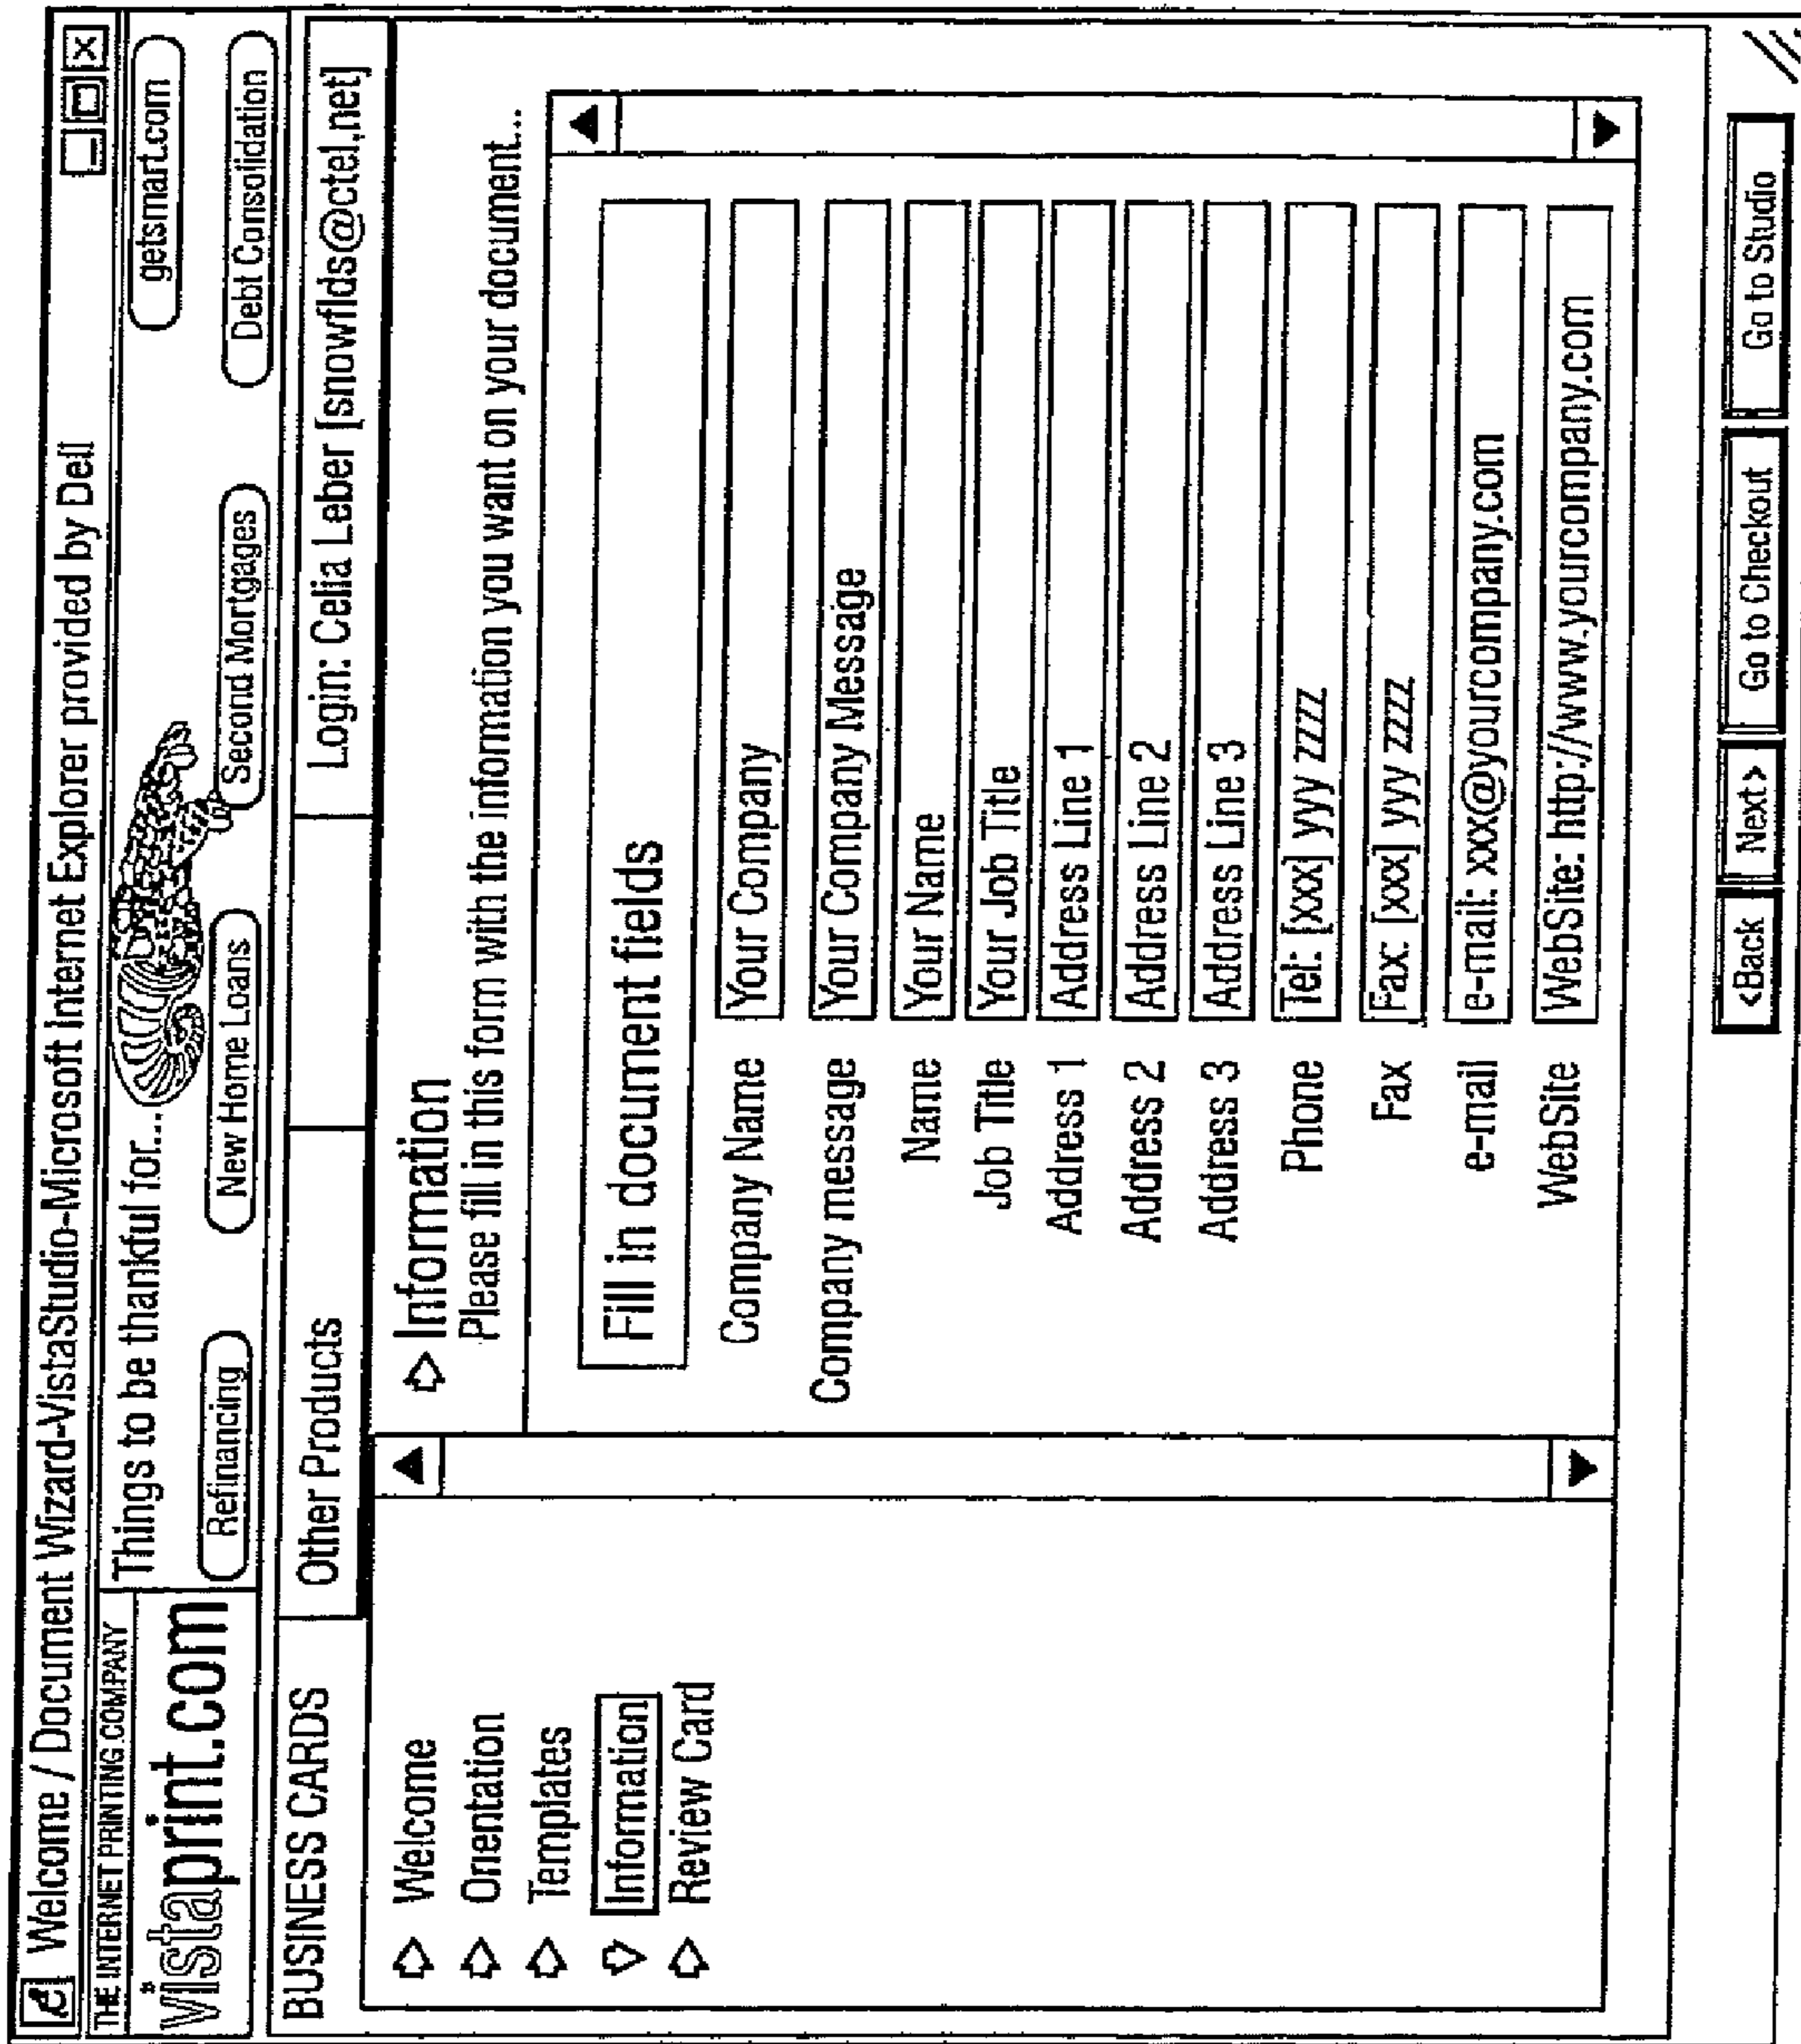 Welcome / Document Wizard-VistaStudio-Microsoft Internet Explorer provided by Dell
THE INTERNET PRINTING COMPANY
vistaprint.com
Things to be thankful for...
getsmart.com
Refinancing
New Home Loans
Second Mortgages
Debt Consolidation
BUSINESS CARDS
Other Products
Login: Celia Leber [snowflds@ctel.net]
Welcome
Orientation
Templates
Information
Review Card
Information
Please fill in this form with the information you want on your document...
Fill in document fields
Company Name Your Company
Company message Your Company Message
Name Your Name
Job Title Your Job Title
Address 1 Address Line 1
Address 2 Address Line 2
Address 3 Address Line 3
Phone Tel: [xxx] yyy zzzz
Fax Fax: [xxx] yyy zzzz
e-mail e-mail: xxx@yourcompany.com
WebSite WebSite: http://www.yourcompany.com
<Back Next> Go to Checkout Go to Studio